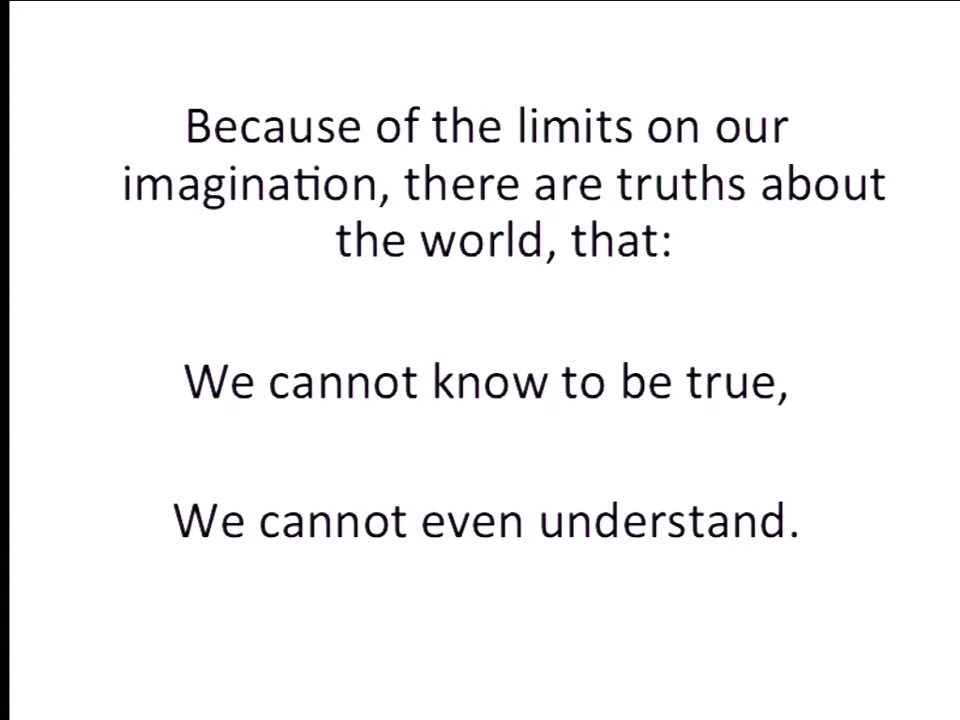 Because of the limits on our
imagination, there are truths about
the world, that:
We cannot know to be true,
We cannot even understand.